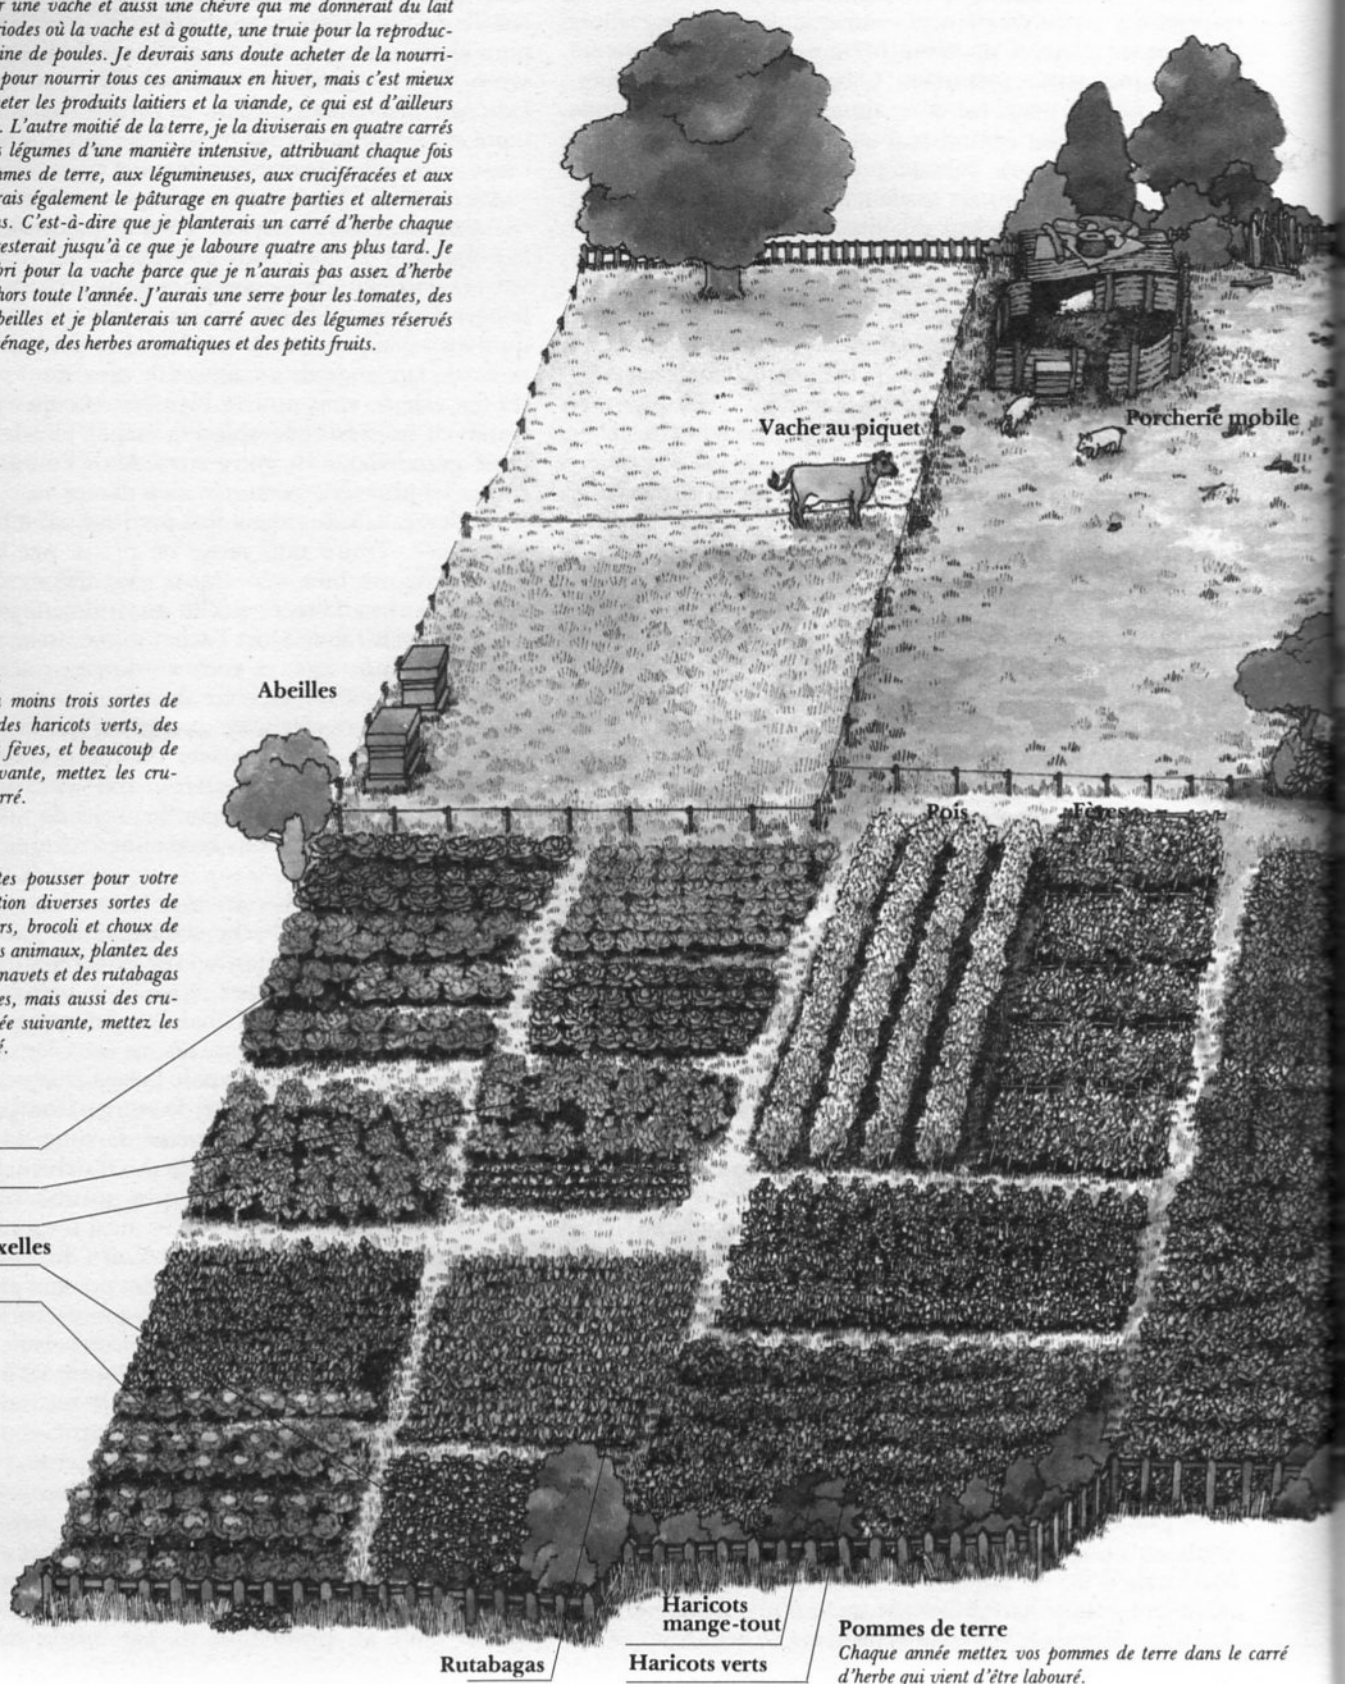 r une vache et aussi une chèvre qui me donnerait du lait
iodes où la vache est à goutte, une truie pour la reproduc-
ine de poules. Je devrais sans doute acheter de la nourri-
pour nourrir tous ces animaux en hiver, mais c'est mieux
eter les produits laitiers et la viande, ce qui est d'ailleurs
. L'autre moitié de la terre, je la diviserais en quatre carrés
s légumes d'une manière intensive, attribuant chaque fois
mmes de terre, aux légumineuses, aux cruciféracées et aux
rais également le pâturage en quatre parties et alternerais
s. C'est-à-dire que je planterais un carré d'herbe chaque
resterait jusqu'à ce que je laboure quatre ans plus tard. Je
bri pour la vache parce que je n'aurais pas assez d'herbe
hors toute l'année. J'aurais une serre pour les tomates, des
beilles et je planterais un carré avec des légumes réservés
énage, des herbes aromatiques et des petits fruits.
Vache au piquet
Porcherie mobile
Abeilles
moins trois sortes de
des haricots verts, des
fèves, et beaucoup de
vante, mettez les cru-
rré.
Pois
Fèves
tes pousser pour votre
tion diverses sortes de
rs, brocoli et choux de
s animaux, plantez des
navets et des rutabagas
es, mais aussi des cru-
ée suivante, mettez les
é.
xelles
Haricots
mange-tout
Rutabagas
Haricots verts
Pommes de terre
Chaque année mettez vos pommes de terre dans le carré
d'herbe qui vient d'être labouré.